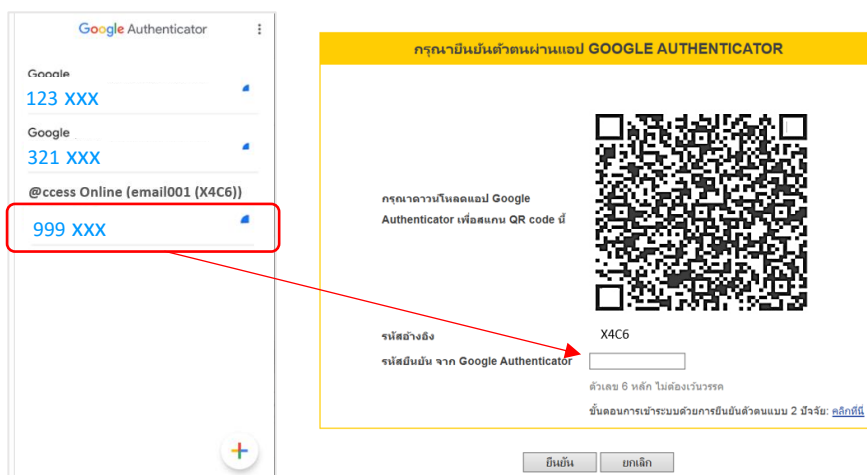 Google Authenticator
Google
123 XXX
Google
321 XXX
@ccess Online (email001 (X4C6))
999 XXX
กรุณายืนยันตัวตนผ่านแอป GOOGLE AUTHENTICATOR
กรุณาดาวน์โหลดแอป Google
Authenticator เพื่อสแกน QR code นี้
รหัสอ้างอิง X4C6
รหัสยืนยัน จาก Google Authenticator
ตัวเลข 6 หลัก ไม่ต้องเว้นวรรค
ขั้นตอนการเข้าระบบด้วยการยืนยันตัวตนแบบ 2 ปัจจัย: คลิกที่นี่
ยืนยัน ยกเลิก